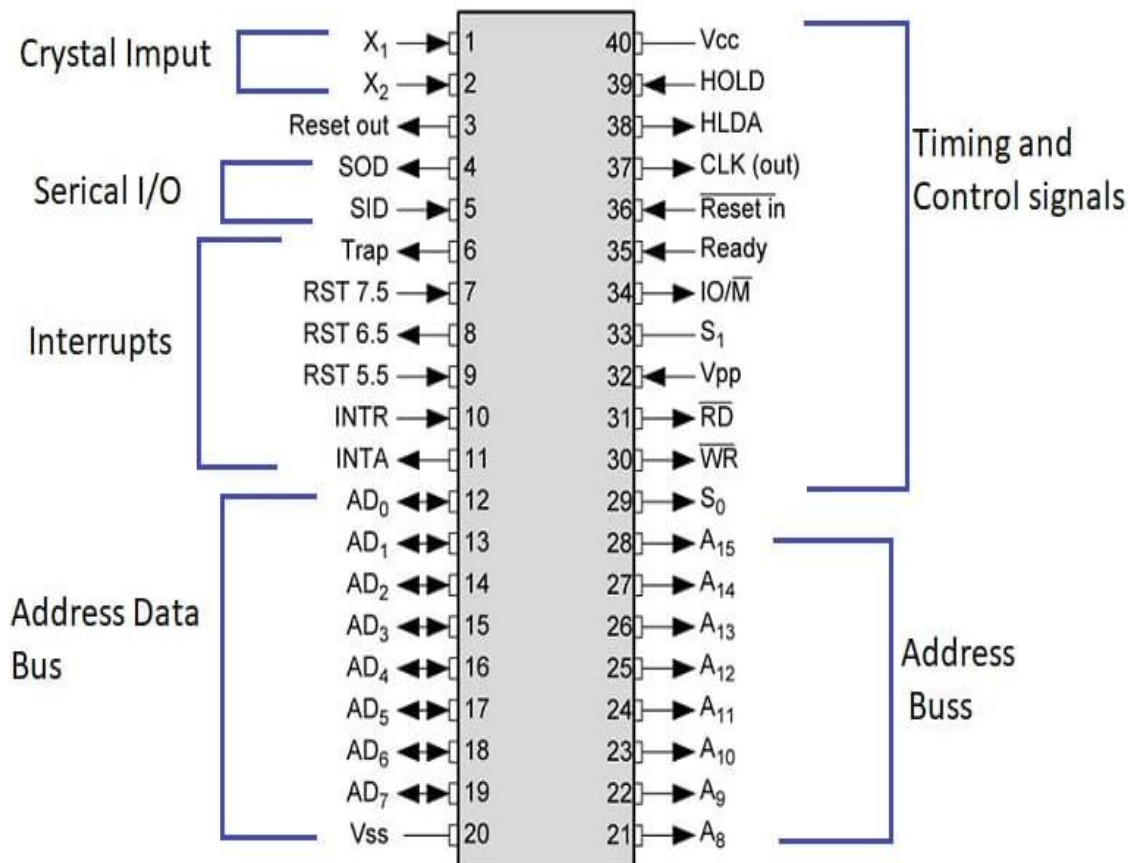 Crystal Imput
Serical I/O
Interrupts
Address Data
Bus
X₁ 1
X₂ 2
Reset out 3
SOD 4
SID 5
Trap 6
RST 7.5 7
RST 6.5 8
RST 5.5 9
INTR 10
INTA 11
AD₀ 12
AD₁ 13
AD₂ 14
AD₃ 15
AD₄ 16
AD₅ 17
AD₆ 18
AD₇ 19
Vss 20
40 Vcc
39 HOLD
38 HLDA
37 CLK (out)
36 R̅e̅s̅e̅t̅ ̅i̅n̅
35 Ready
34 IO/M̅
33 S₁
32 Vpp
31 R̅D̅
30 W̅R̅
29 S₀
28 A₁₅
27 A₁₄
26 A₁₃
25 A₁₂
24 A₁₁
23 A₁₀
22 A₉
21 A₈
Timing and
Control signals
Address
Buss